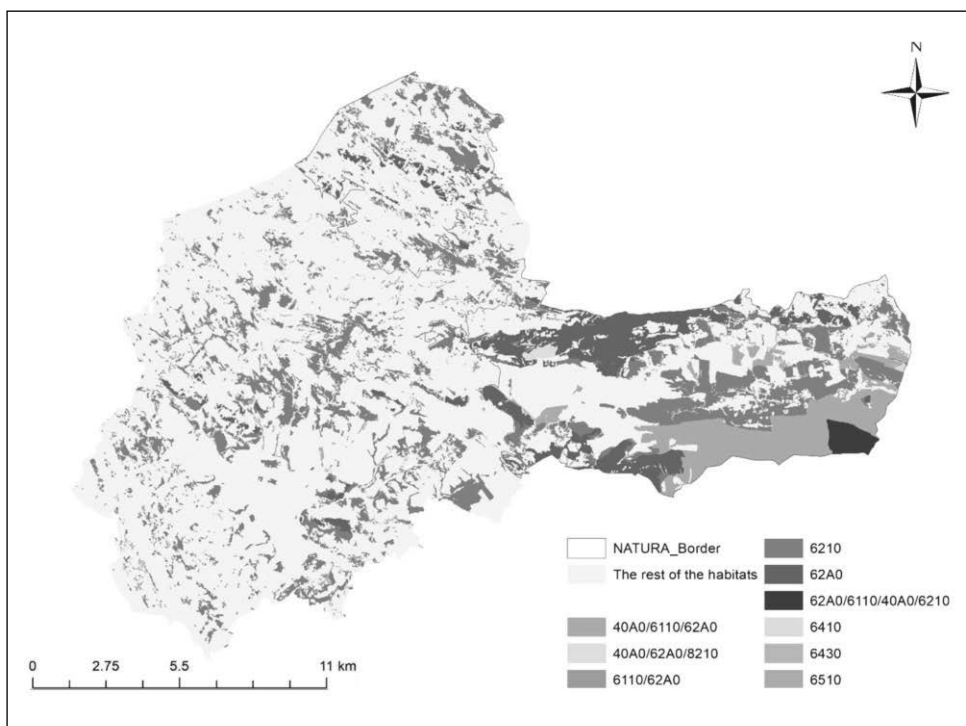 N
NATURA_Border
The rest of the habitats
40A0/6110/62A0
40A0/62A0/8210
6110/62A0
6210
62A0
62A0/6110/40A0/6210
6410
6430
6510
0 2.75 5.5 11 km